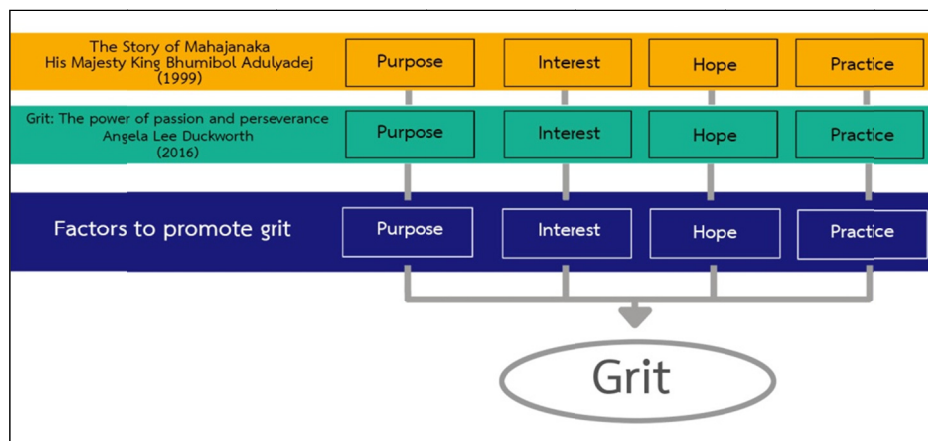 The Story of Mahajanaka
His Majesty King Bhumibol Adulyadej
(1999)
Purpose
Interest
Hope
Practice
Grit: The power of passion and perseverance
Angela Lee Duckworth
(2016)
Purpose
Interest
Hope
Practice
Factors to promote grit
Purpose
Interest
Hope
Practice
Grit